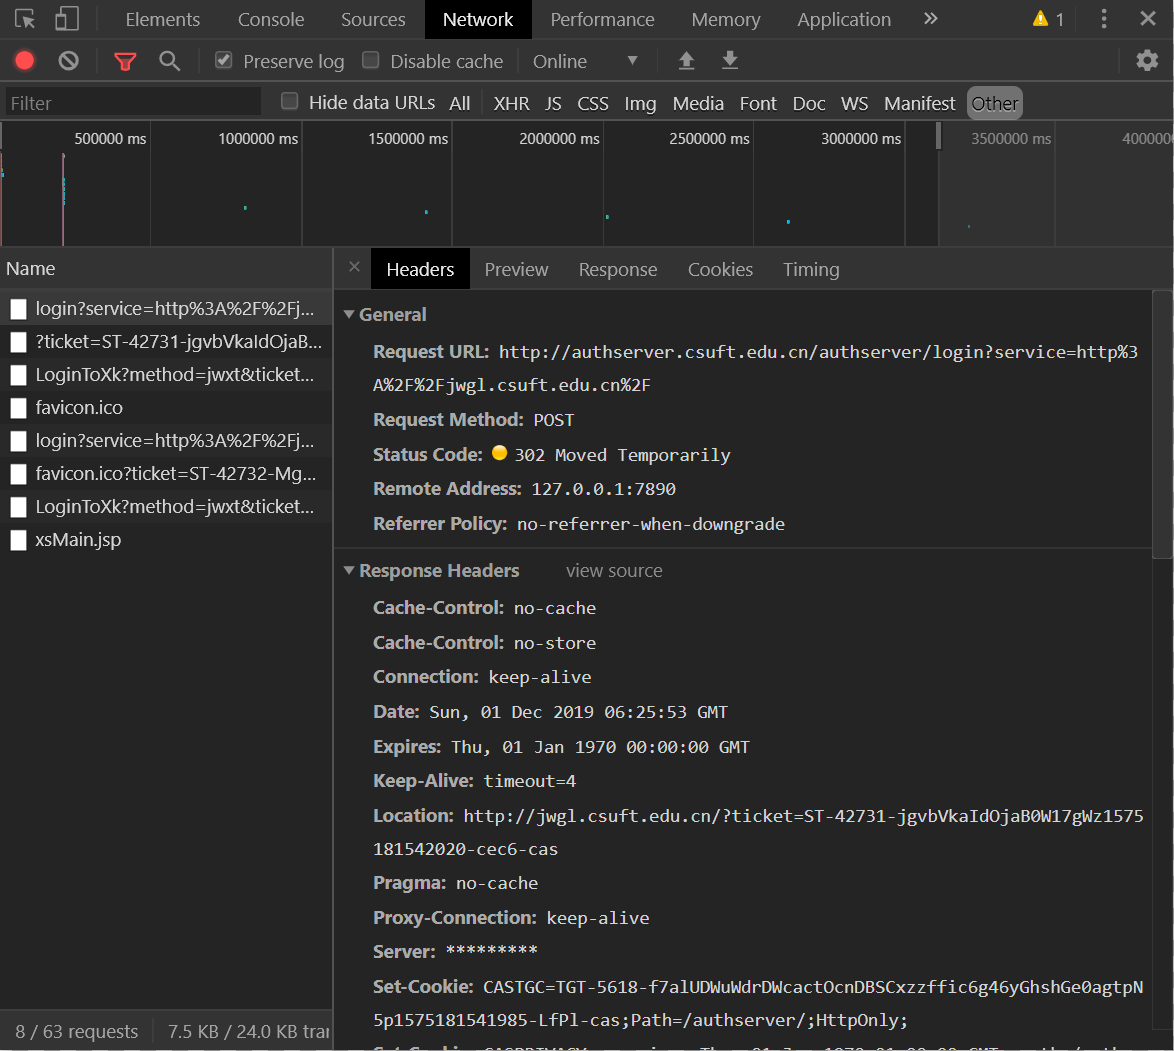 Elements Console Sources Network Performance Memory Application » 1
Preserve log Disable cache Online ▼
Filter Hide data URLs All XHR JS CSS Img Media Font Doc WS Manifest Other
500000 ms 1000000 ms 1500000 ms 2000000 ms 2500000 ms 3000000 ms 3500000 ms 400000
Name
× Headers Preview Response Cookies Timing
login?service=http%3A%2F%2Fj...
?ticket=ST-42731-jgvbVkaIdOjaB...
LoginToXk?method=jwxt&ticket...
favicon.ico
login?service=http%3A%2F%2Fj...
favicon.ico?ticket=ST-42732-Mg...
LoginToXk?method=jwxt&ticket...
xsMain.jsp
▼ General
Request URL: http://authserver.csuft.edu.cn/authserver/login?service=http%3
A%2F%2Fjwgl.csuft.edu.cn%2F
Request Method: POST
Status Code: 302 Moved Temporarily
Remote Address: 127.0.0.1:7890
Referrer Policy: no-referrer-when-downgrade
▼ Response Headers view source
Cache-Control: no-cache
Cache-Control: no-store
Connection: keep-alive
Date: Sun, 01 Dec 2019 06:25:53 GMT
Expires: Thu, 01 Jan 1970 00:00:00 GMT
Keep-Alive: timeout=4
Location: http://jwgl.csuft.edu.cn/?ticket=ST-42731-jgvbVkaIdOjaB0W17gWz1575
181542020-cec6-cas
Pragma: no-cache
Proxy-Connection: keep-alive
Server: *********
Set-Cookie: CASTGC=TGT-5618-f7alUDWuWdrDWcactOcnDBSCxzzffic6g46yGhshGe0agtpN
5p1575181541985-LfPl-cas;Path=/authserver/;HttpOnly;
8 / 63 requests 7.5 KB / 24.0 KB tra